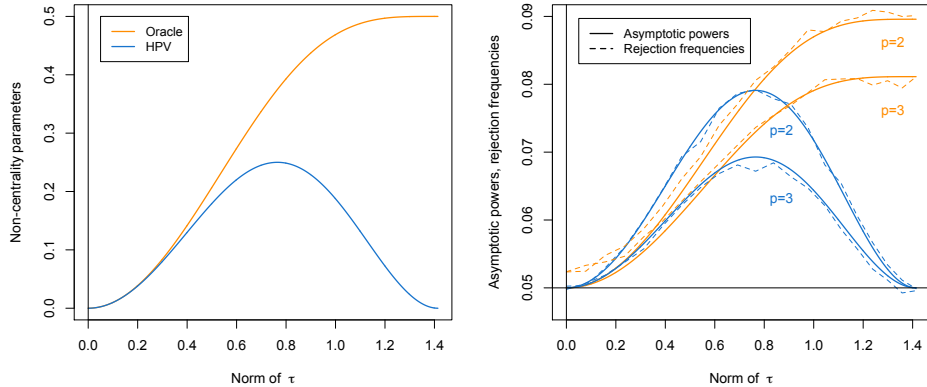 Oracle
HPV
Non-centrality parameters
0.0 0.1 0.2 0.3 0.4 0.5
0.0 0.2 0.4 0.6 0.8 1.0 1.2 1.4
Norm of τ
Asymptotic powers
Rejection frequencies
p=2
p=3
p=2
p=3
Asymptotic powers, rejection frequencies
0.05 0.06 0.07 0.08 0.09
0.0 0.2 0.4 0.6 0.8 1.0 1.2 1.4
Norm of τ